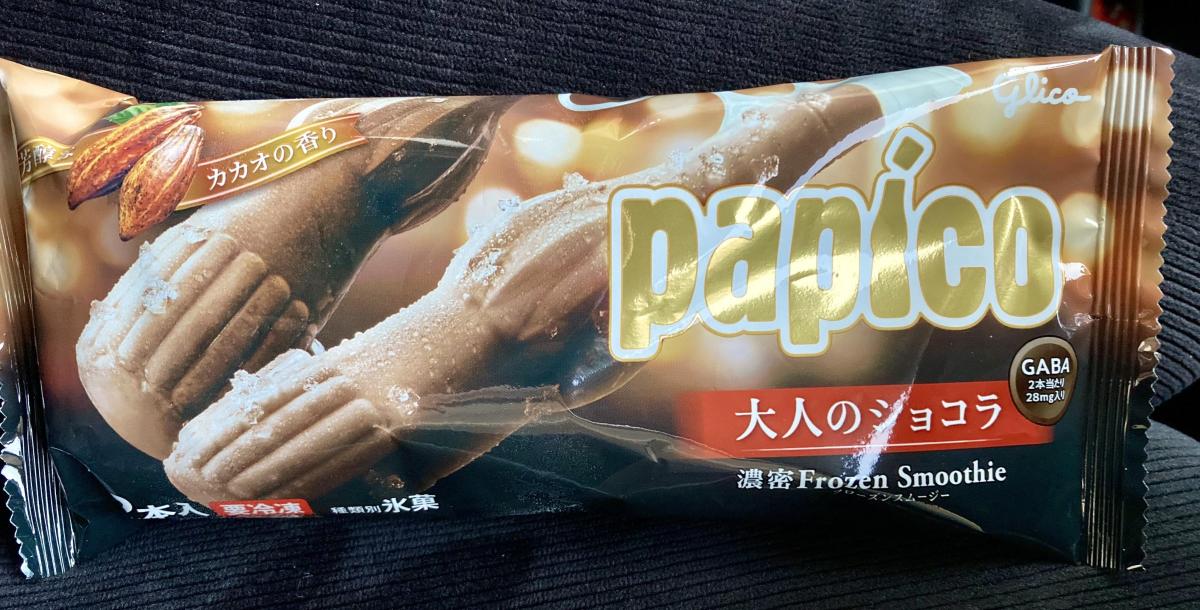 Glico
カカオの香り
papico
GABA
2本当たり
28mg入り
大人のショコラ
濃密Frozen Smoothie
フローズンスムージー
本入
要冷凍
種類別氷菓